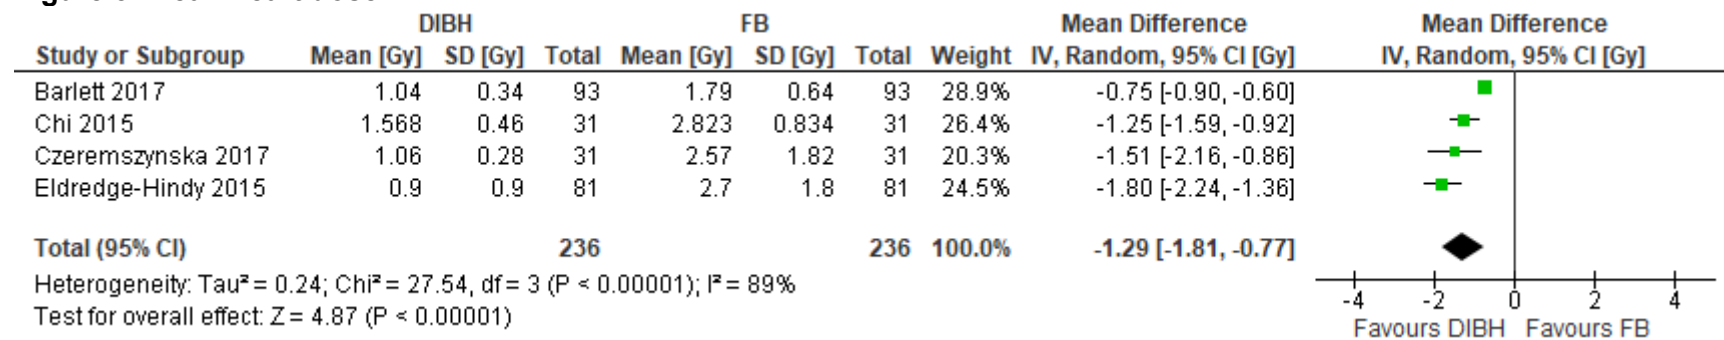 DIBH FB Mean Difference Mean Difference
Study or Subgroup Mean [Gy] SD [Gy] Total Mean [Gy] SD [Gy] Total Weight IV, Random, 95% CI [Gy] IV, Random, 95% CI [Gy]
Barlett 2017 1.04 0.34 93 1.79 0.64 93 28.9% -0.75 [-0.90, -0.60]
Chi 2015 1.568 0.46 31 2.823 0.834 31 26.4% -1.25 [-1.59, -0.92]
Czeremszynska 2017 1.06 0.28 31 2.57 1.82 31 20.3% -1.51 [-2.16, -0.86]
Eldredge-Hindy 2015 0.9 0.9 81 2.7 1.8 81 24.5% -1.80 [-2.24, -1.36]
Total (95% CI) 236 236 100.0% -1.29 [-1.81, -0.77]
Heterogeneity: Tau² = 0.24; Chi² = 27.54, df = 3 (P < 0.00001); I² = 89%
Test for overall effect: Z = 4.87 (P < 0.00001)
-4 -2 0 2 4
Favours DIBH Favours FB